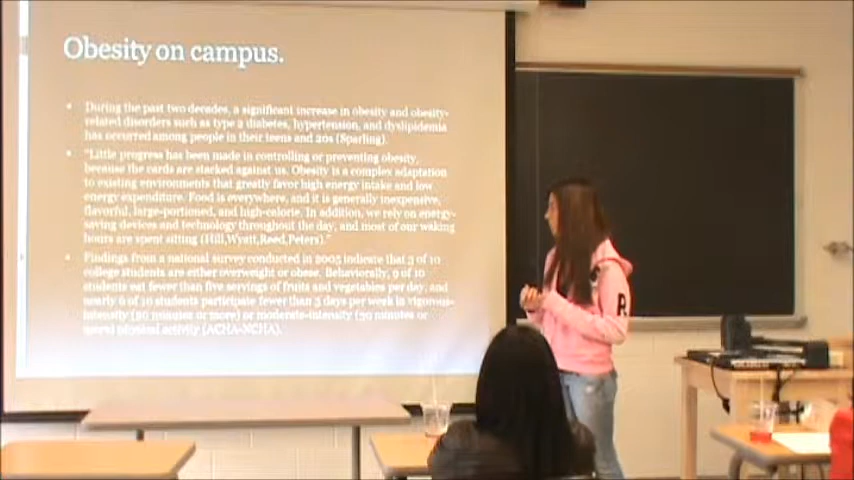 Obesity on campus.
During the past two decades, a significant increase in obesity and obesity-
related disorders such as type 2 diabetes, hypertension, and dyslipidemia
has occurred among people in their teens and 20s (Sparling).
"Little progress has been made in controlling or preventing obesity,
because the cards are stacked against us. Obesity is a complex adaptation
to existing environments that greatly favor high energy intake and low
energy expenditure. Food is everywhere, and it is generally inexpensive,
flavorful, large-portioned, and high-calorie. In addition, we rely on energy-
saving devices and technology throughout the day, and most of our waking
hours are spent sitting (Hill,Wyatt,Reed,Peters)."
Findings from a national survey conducted in 2005 indicate that 3 of 10
college students are either overweight or obese. Behaviorally, 9 of 10
students eat fewer than five servings of fruits and vegetables per day, and
nearly 6 of 10 students participate fewer than 3 days per week in vigorous-
intensity (20 minutes or more) or moderate-intensity (30 minutes or
more) physical activity (ACHA-NCHA).
R